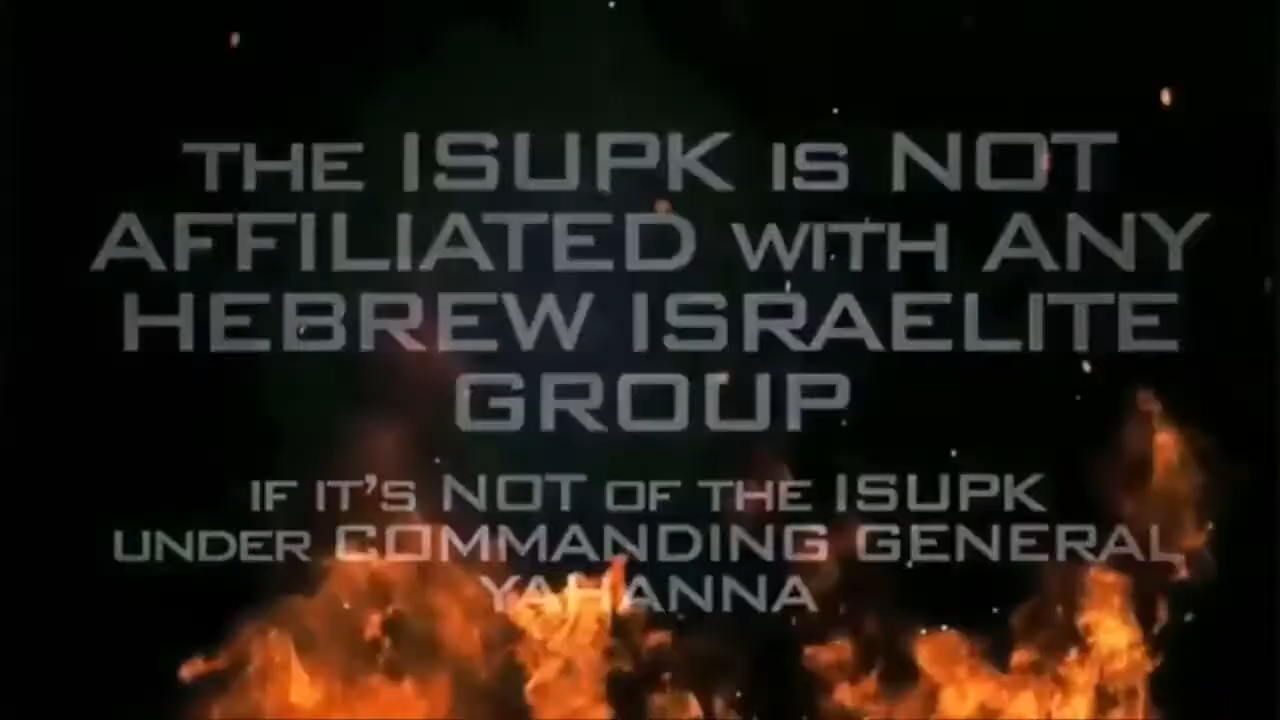 THE ISUPK IS NOT
AFFILIATED WITH ANY
HEBREW ISRAELITE
GROUP
IF IT'S NOT OF THE ISUPK
UNDER COMMANDING GENERAL
YAHANNA